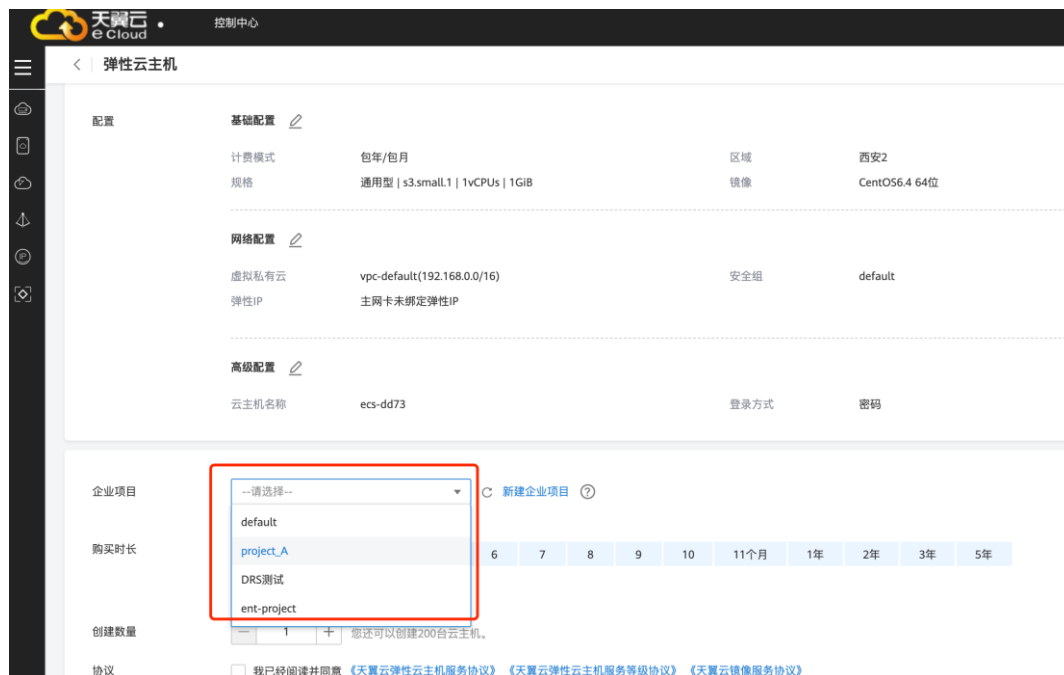 天翼云
e Cloud
控制中心
弹性云主机
配置
基础配置
计费模式 包年/包月 区域 西安2
规格 通用型 | s3.small.1 | 1vCPUs | 1GiB 镜像 CentOS6.4 64位
网络配置
虚拟私有云 vpc-default(192.168.0.0/16) 安全组 default
弹性IP 主网卡未绑定弹性IP
高级配置
云主机名称 ecs-dd73 登录方式 密码
企业项目 --请选择-- 新建企业项目 ?
default
购买时长 project_A 6 7 8 9 10 11个月 1年 2年 3年 5年
DRS测试
ent-project
创建数量 — 1 + 您还可以创建200台云主机。
协议 我已经阅读并同意 《天翼云弹性云主机服务协议》 《天翼云弹性云主机服务等级协议》 《天翼云镜像服务协议》